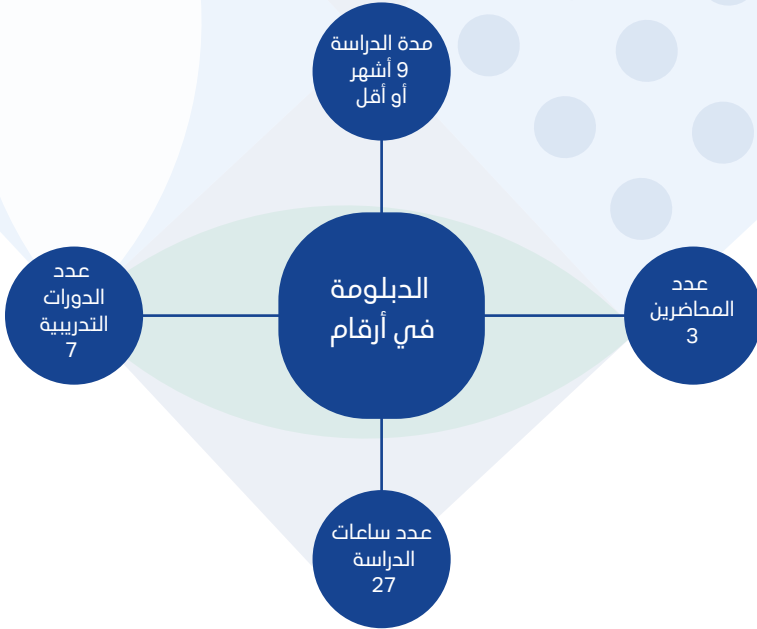 مدة الدراسة
9 أشهر
أو أقل
عدد
المحاضرين
3
الدبلومة
في أرقام
عدد
الدورات
التدريبية
7
عدد ساعات
الدراسة
27